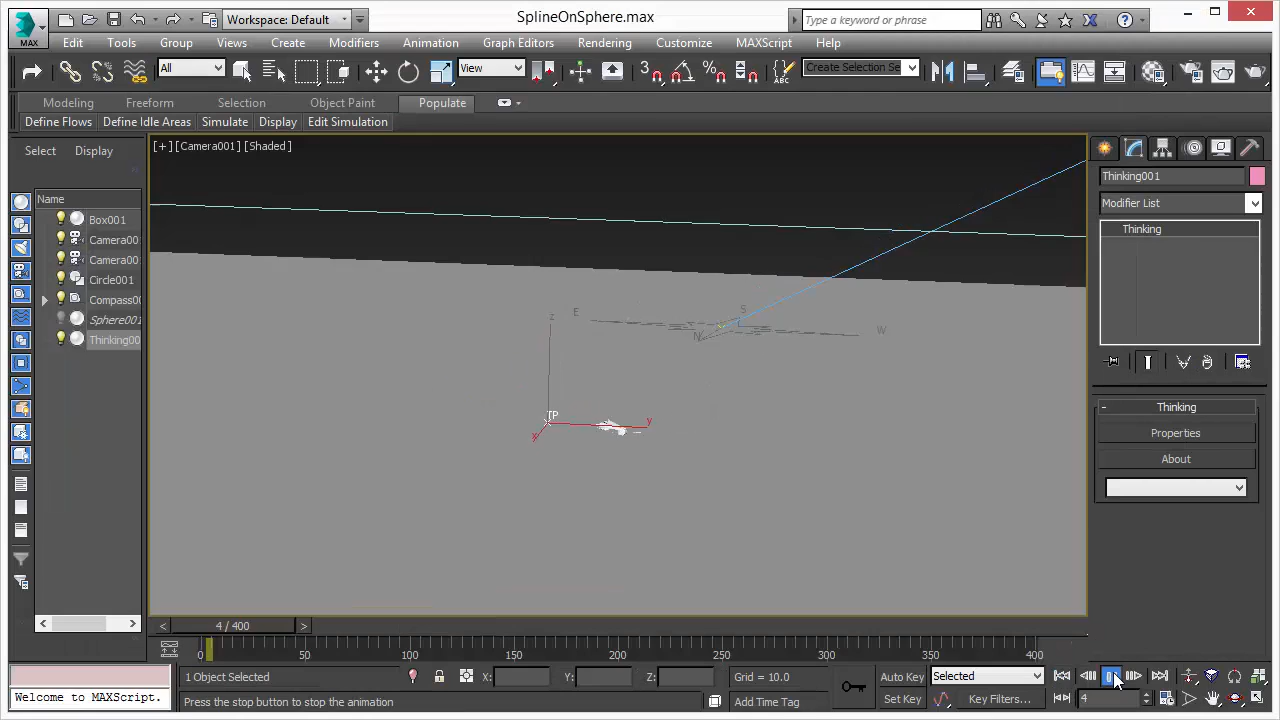 SplineOnSphere.max
Workspace: Default
Type a keyword or phrase
MAX
Edit Tools Group Views Create Modifiers Animation Graph Editors Rendering Customize MAXScript Help
All
View
3
ABC
Create Selection Se
Modeling Freeform Selection Object Paint Populate
Define Flows Define Idle Areas Simulate Display Edit Simulation
Select Display
[+] [Camera001] [Shaded]
Thinking001
Name
Modifier List
Box001
Thinking
Camera00
Camera00
Circle001
Compass0
Sphere001
Thinking00
E
S
N
W
z
TP
x
y
Thinking
Properties
About
4 / 400
0 50 100 150 200 250 300 350 400
1 Object Selected
X: Y: Z:
Grid = 10.0
Auto Key
Selected
Welcome to MAXScript.
Press the stop button to stop the animation
Add Time Tag
Set Key
Key Filters...
4